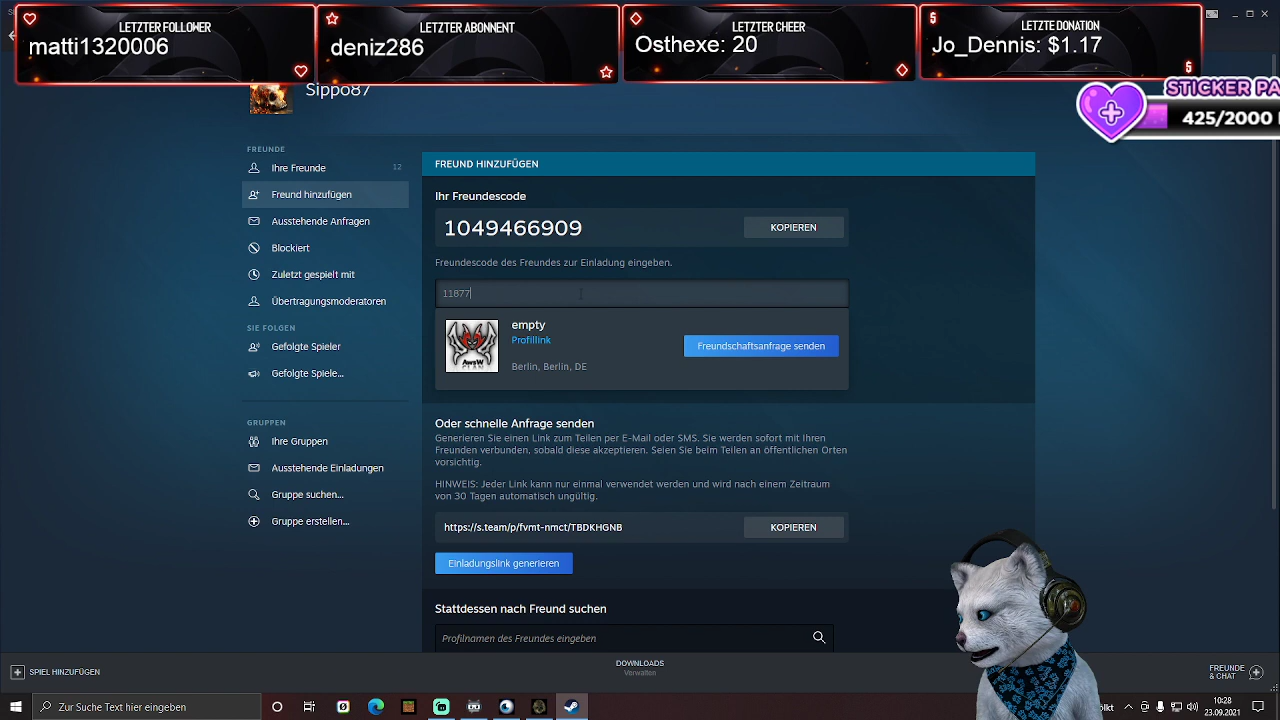 LETZTER FOLLOWER
matti1320006
LETZTER ABONNENT
deniz286
LETZTER CHEER
Osthexe: 20
LETZTE DONATION
Jo_Dennis: $1.17
$
$
STICKER PA
425/2000
Sippo87
FREUNDE
Ihre Freunde 12
Freund hinzufügen
Ausstehende Anfragen
Blockiert
Zuletzt gespielt mit
Übertragungsmoderatoren
SIE FOLGEN
Gefolgte Spieler
Gefolgte Spiele...
GRUPPEN
Ihre Gruppen
Ausstehende Einladungen
Gruppe suchen...
Gruppe erstellen...
FREUND HINZUFÜGEN
Ihr Freundescode
1049466909
KOPIEREN
Freundescode des Freundes zur Einladung eingeben.
11877
empty
Profillink
Berlin, Berlin, DE
AwsW
CLAN
Freundschaftsanfrage senden
Oder schnelle Anfrage senden
Generieren Sie einen Link zum Teilen per E-Mail oder SMS. Sie werden sofort mit Ihren
Freunden verbunden, sobald diese akzeptieren. Seien Sie beim Teilen an öffentlichen Orten
vorsichtig.
HINWEIS: Jeder Link kann nur einmal verwendet werden und wird nach einem Zeitraum
von 30 Tagen automatisch ungültig.
https://s.team/p/fvmt-nmct/TBDKHGNB
KOPIEREN
Einladungslink generieren
Stattdessen nach Freund suchen
Profilnamen des Freundes eingeben
SPIEL HINZUFÜGEN
DOWNLOADS
Verwalten
FREUNDE
& CHAT
Zur Suche Text hier eingeben
10:28
23.09.2021